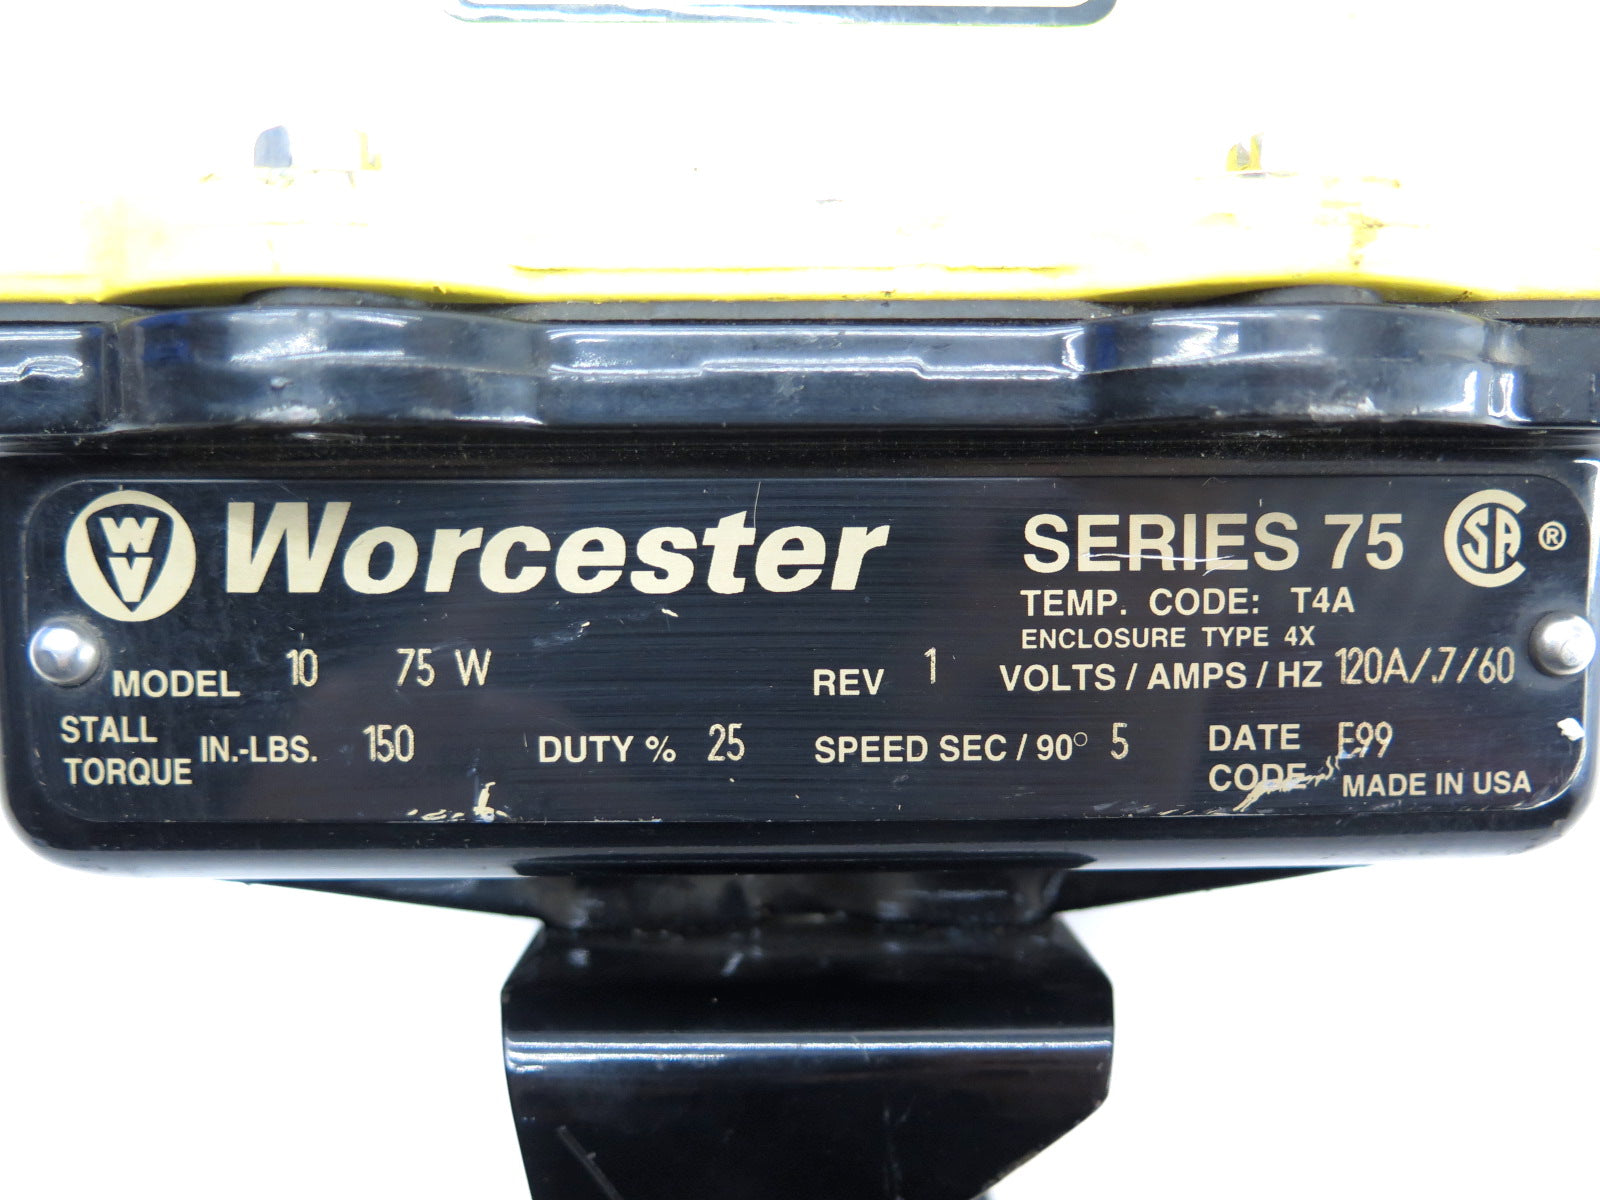 Worcester SERIES 75 SA ®
TEMP. CODE: T4A
ENCLOSURE TYPE 4X
MODEL 10 75 W REV 1 VOLTS / AMPS / HZ 120A/.7/60
STALL TORQUE IN.-LBS. 150 DUTY % 25 SPEED SEC / 90° 5 DATE CODE E99
MADE IN USA